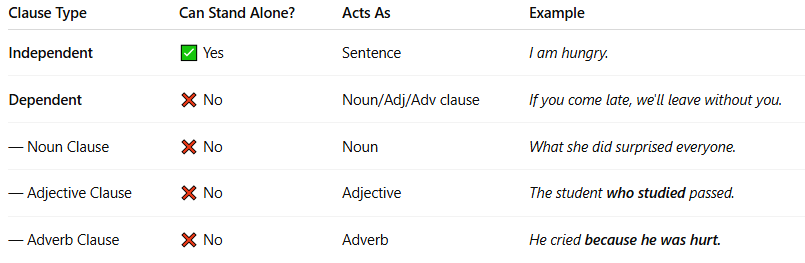 Clause Type Can Stand Alone? Acts As Example
Independent ✅ Yes Sentence I am hungry.
Dependent ❌ No Noun/Adj/Adv clause If you come late, we'll leave without you.
— Noun Clause ❌ No Noun What she did surprised everyone.
— Adjective Clause ❌ No Adjective The student who studied passed.
— Adverb Clause ❌ No Adverb He cried because he was hurt.